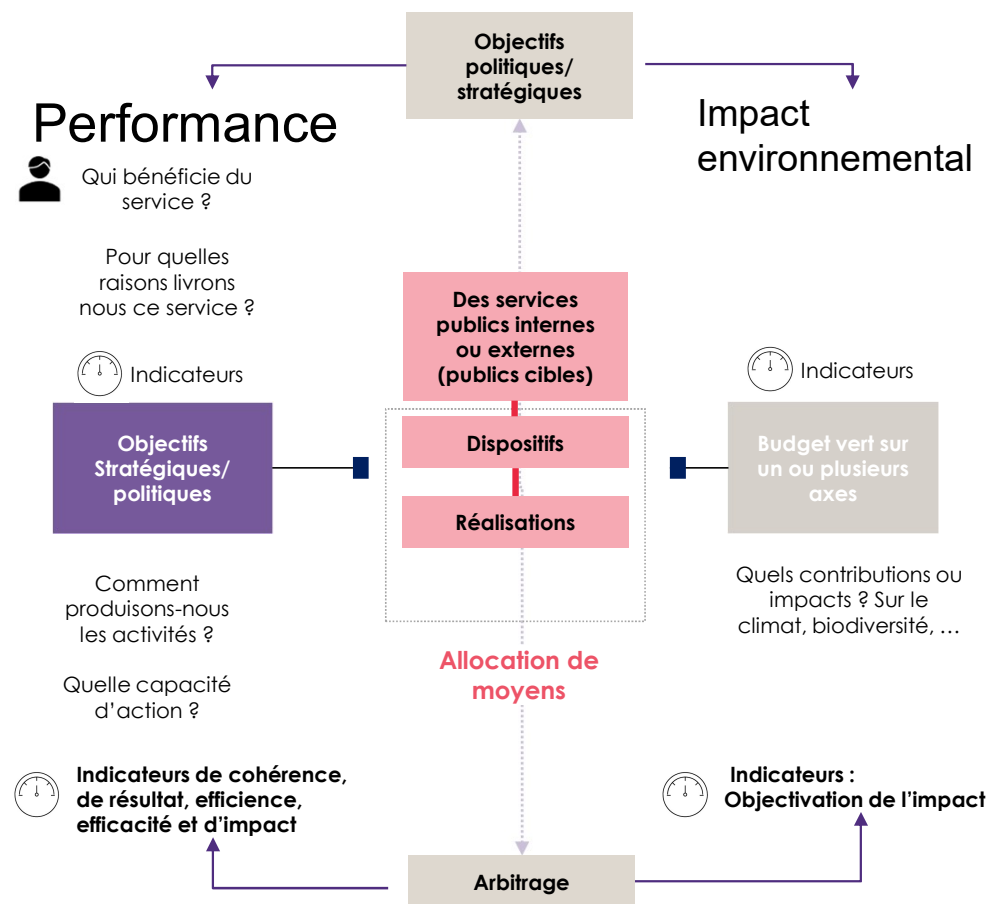 Objectifs
politiques/
stratégiques
Performance
Impact
environnemental
Qui bénéficie du
service ?
Pour quelles
raisons livrons
nous ce service ?
Des services
publics internes
ou externes
(publics cibles)
Indicateurs
Indicateurs
Objectifs
Stratégiques/
politiques
Dispositifs
Réalisations
Budget vert sur
un ou plusieurs
axes
Comment
produisons-nous
les activités ?
Quelle capacité
d’action ?
Quels contributions ou
impacts ? Sur le
climat, biodiversité, …
Allocation de
moyens
Indicateurs de cohérence,
de résultat, efficience,
efficacité et d’impact
Indicateurs :
Objectivation de l’impact
Arbitrage